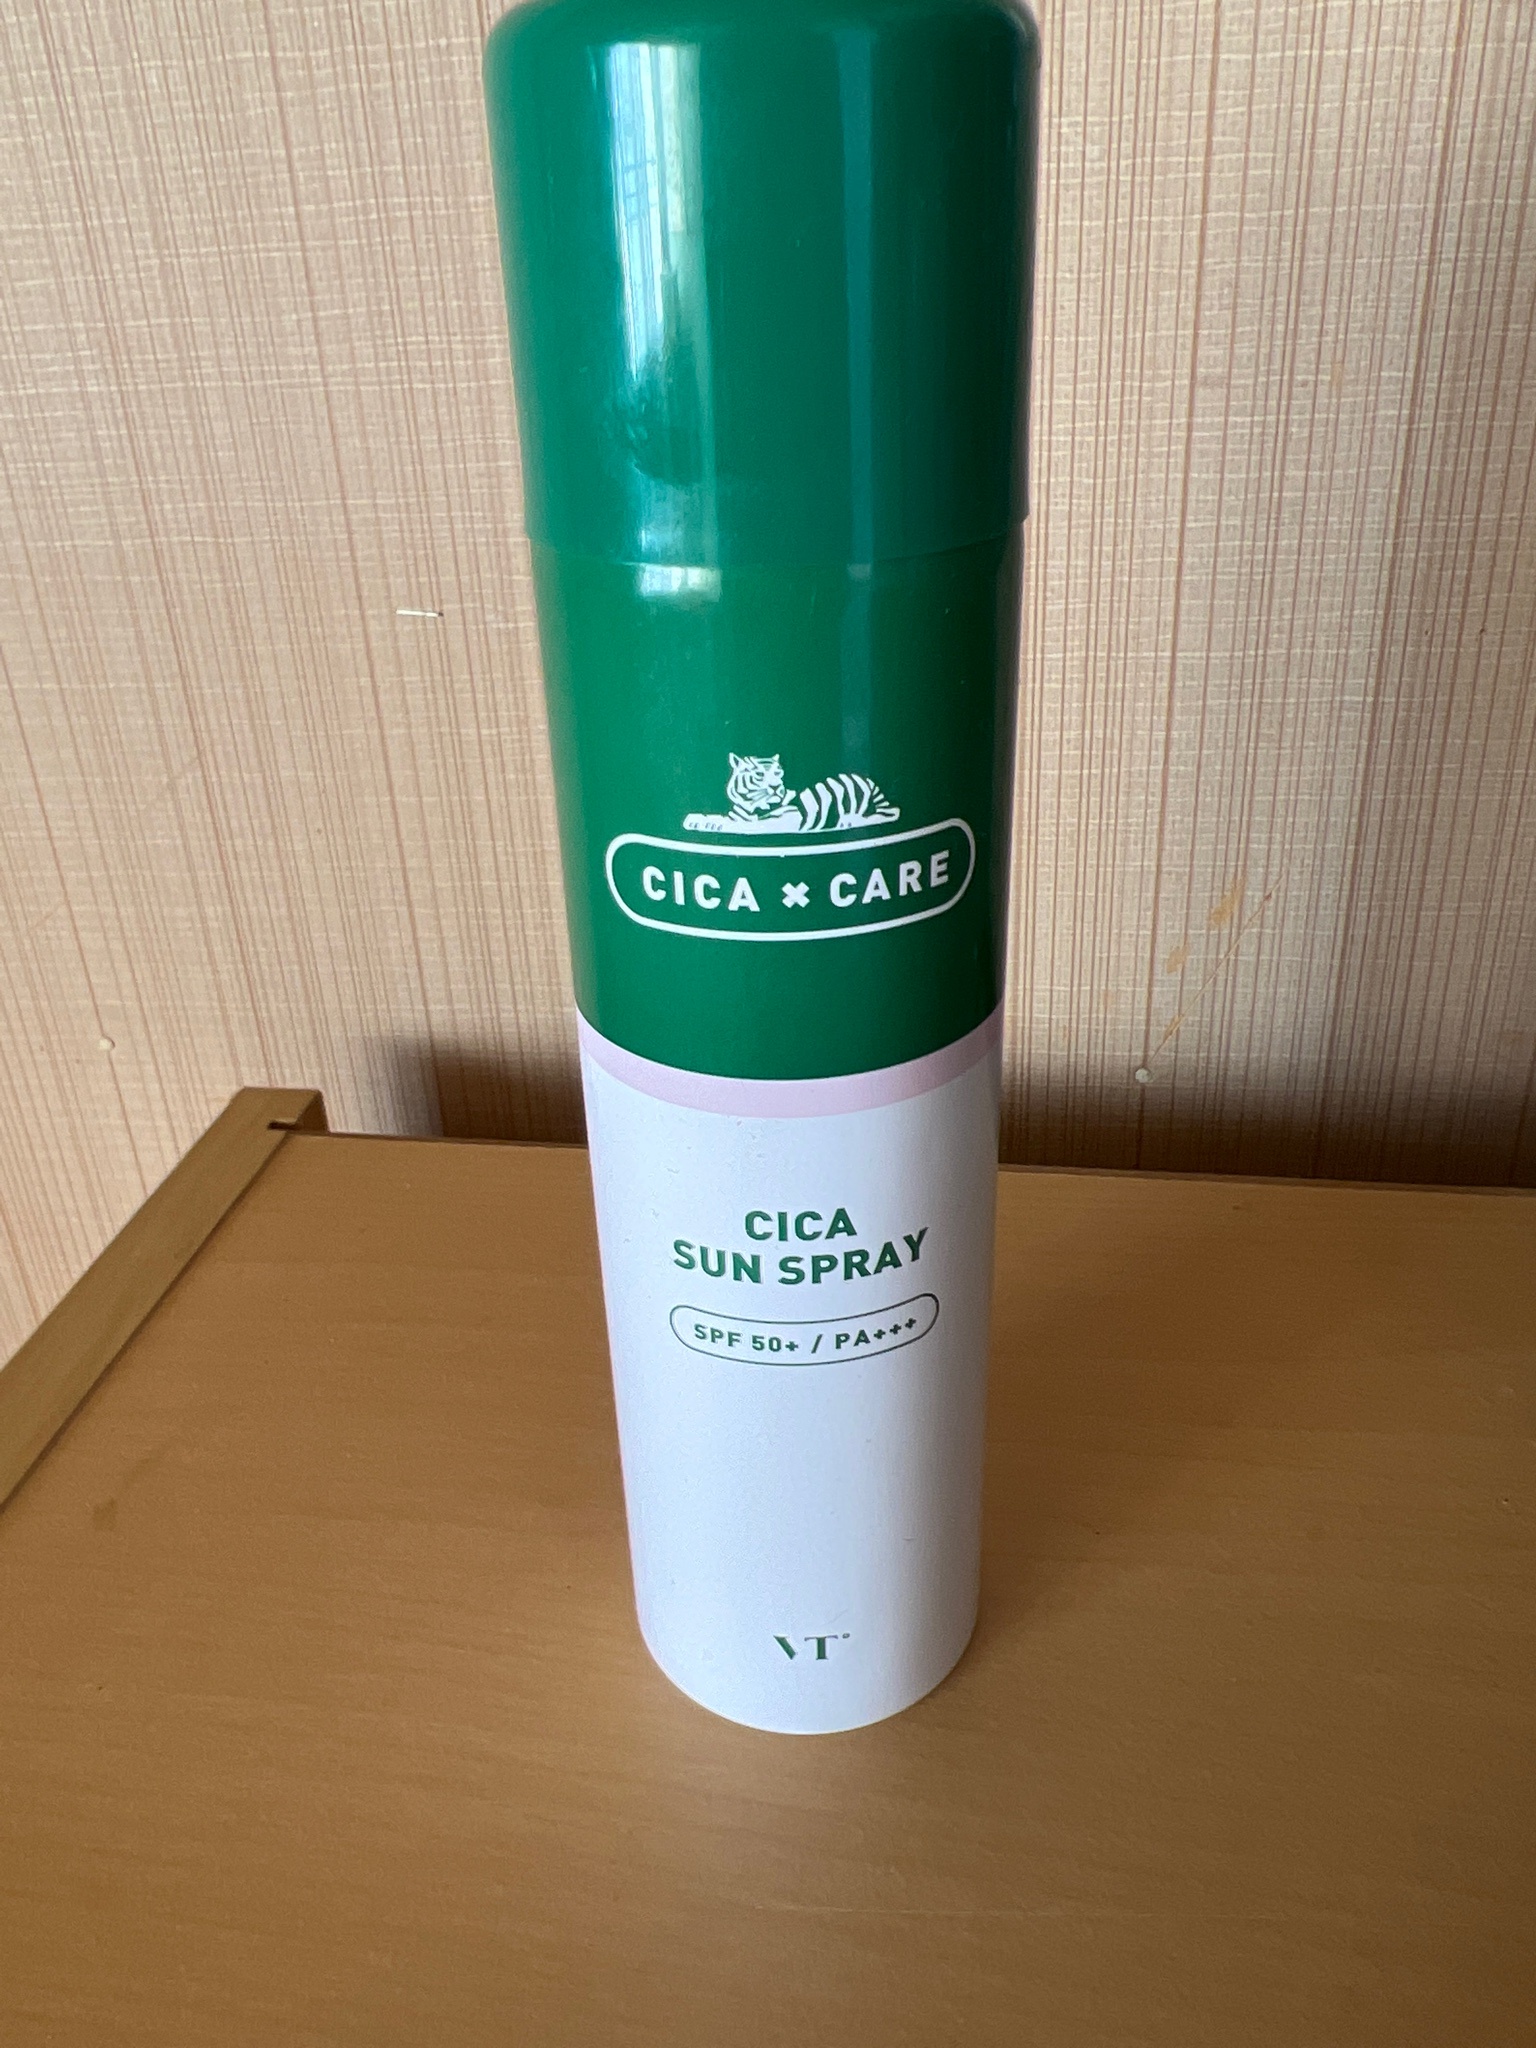 CICA × CARE
CICA
SUN SPRAY
SPF 50+ / PA+++
VT°